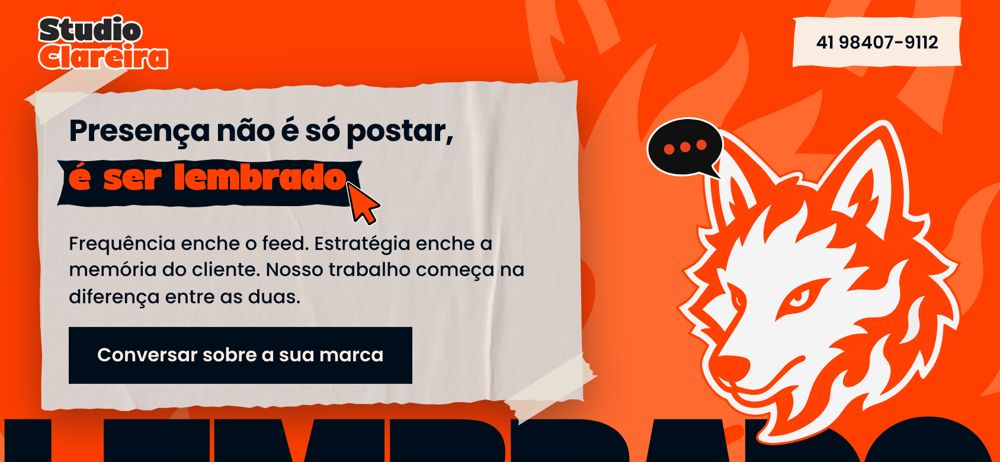 Studio
Clareira
41 98407-9112
Presença não é só postar,
é ser lembrado
Frequência enche o feed. Estratégia enche a
memória do cliente. Nosso trabalho começa na
diferença entre as duas.
Conversar sobre a sua marca
LEMBRADO